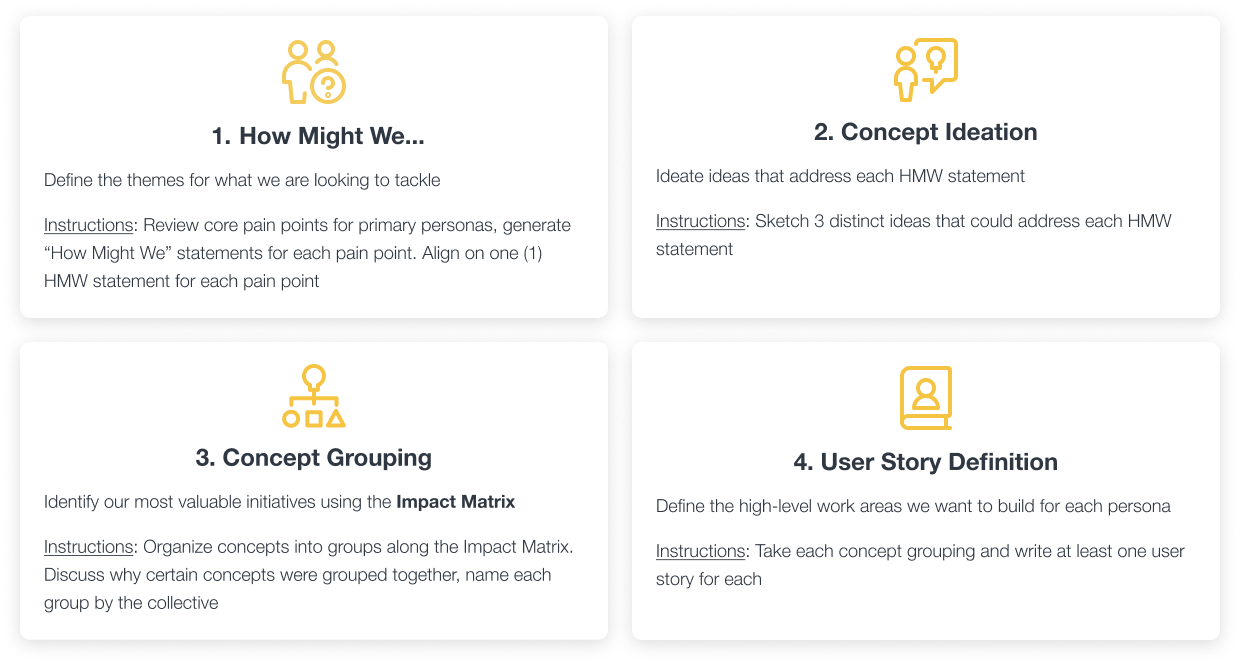 1. How Might We...
Define the themes for what we are looking to tackle
Instructions: Review core pain points for primary personas, generate
“How Might We” statements for each pain point. Align on one (1)
HMW statement for each pain point
2. Concept Ideation
Ideate ideas that address each HMW statement
Instructions: Sketch 3 distinct ideas that could address each HMW
statement
3. Concept Grouping
Identify our most valuable initiatives using the Impact Matrix
Instructions: Organize concepts into groups along the Impact Matrix.
Discuss why certain concepts were grouped together, name each
group by the collective
4. User Story Definition
Define the high-level work areas we want to build for each persona
Instructions: Take each concept grouping and write at least one user
story for each